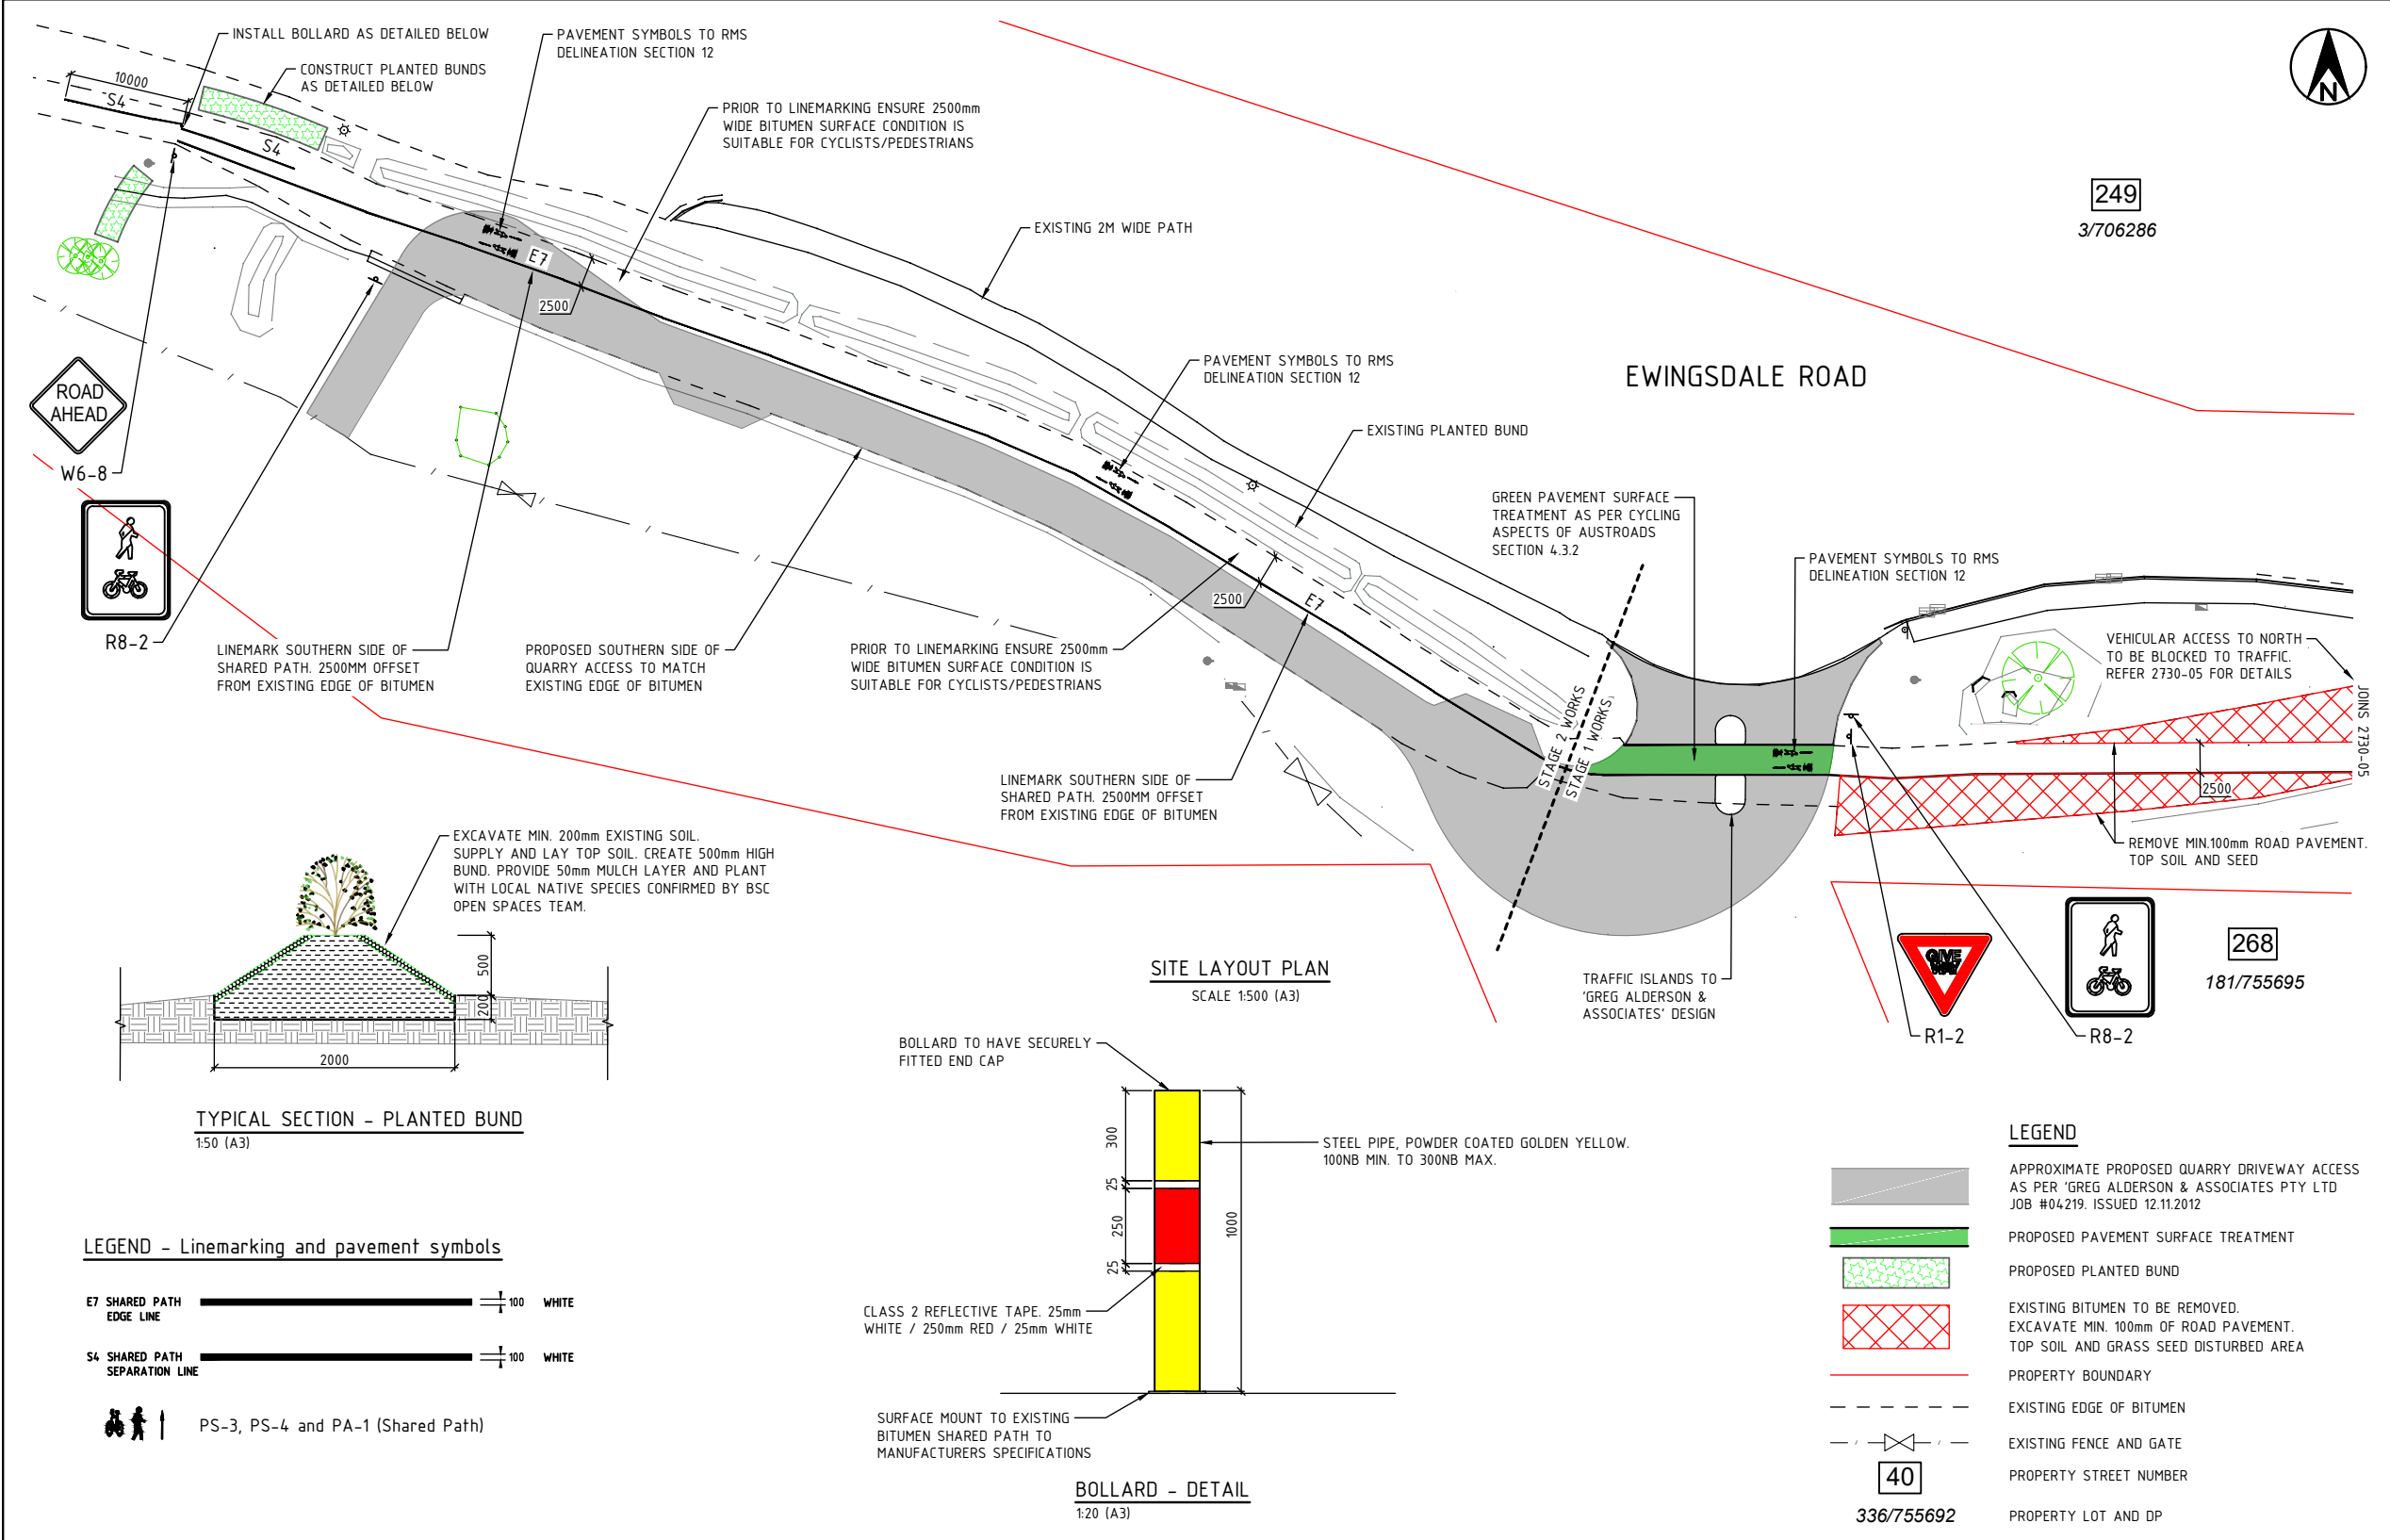 INSTALL BOLLARD AS DETAILED BELOW
CONSTRUCT PLANTED BUNDS
AS DETAILED BELOW
10000
S4
S4
PAVEMENT SYMBOLS TO RMS
DELINEATION SECTION 12
PRIOR TO LINEMARKING ENSURE 2500mm
WIDE BITUMEN SURFACE CONDITION IS
SUITABLE FOR CYCLISTS/PEDESTRIANS
N
249
3/706286
EXISTING 2M WIDE PATH
E7
2500
PAVEMENT SYMBOLS TO RMS
DELINEATION SECTION 12
EWINGSDALE ROAD
ROAD
AHEAD
W6-8
EXISTING PLANTED BUND
GREEN PAVEMENT SURFACE
TREATMENT AS PER CYCLING
ASPECTS OF AUSTROADS
SECTION 4.3.2
PAVEMENT SYMBOLS TO RMS
DELINEATION SECTION 12
R8-2
2500
E7
LINEMARK SOUTHERN SIDE OF
SHARED PATH. 2500MM OFFSET
FROM EXISTING EDGE OF BITUMEN
PROPOSED SOUTHERN SIDE OF
QUARRY ACCESS TO MATCH
EXISTING EDGE OF BITUMEN
PRIOR TO LINEMARKING ENSURE 2500mm
WIDE BITUMEN SURFACE CONDITION IS
SUITABLE FOR CYCLISTS/PEDESTRIANS
VEHICULAR ACCESS TO NORTH
TO BE BLOCKED TO TRAFFIC.
REFER 2730-05 FOR DETAILS
JOINS 2730-05
STAGE 2 WORKS
STAGE 1 WORKS
LINEMARK SOUTHERN SIDE OF
SHARED PATH. 2500MM OFFSET
FROM EXISTING EDGE OF BITUMEN
2500
REMOVE MIN.100mm ROAD PAVEMENT.
TOP SOIL AND SEED
EXCAVATE MIN. 200mm EXISTING SOIL.
SUPPLY AND LAY TOP SOIL. CREATE 500mm HIGH
BUND. PROVIDE 50mm MULCH LAYER AND PLANT
WITH LOCAL NATIVE SPECIES CONFIRMED BY BSC
OPEN SPACES TEAM.
500
200
2000
TYPICAL SECTION - PLANTED BUND
1:50 (A3)
SITE LAYOUT PLAN
SCALE 1:500 (A3)
TRAFFIC ISLANDS TO
'GREG ALDERSON &
ASSOCIATES' DESIGN
GIVE
WAY
R1-2
R8-2
268
181/755695
BOLLARD TO HAVE SECURELY
FITTED END CAP
300
25
250
25
1000
STEEL PIPE, POWDER COATED GOLDEN YELLOW.
100NB MIN. TO 300NB MAX.
CLASS 2 REFLECTIVE TAPE. 25mm
WHITE / 250mm RED / 25mm WHITE
SURFACE MOUNT TO EXISTING
BITUMEN SHARED PATH TO
MANUFACTURERS SPECIFICATIONS
BOLLARD - DETAIL
1:20 (A3)
LEGEND - Linemarking and pavement symbols
E7 SHARED PATH
EDGE LINE
100 WHITE
S4 SHARED PATH
SEPARATION LINE
100 WHITE
PS-3, PS-4 and PA-1 (Shared Path)
LEGEND
APPROXIMATE PROPOSED QUARRY DRIVEWAY ACCESS
AS PER 'GREG ALDERSON & ASSOCIATES PTY LTD
JOB #04219. ISSUED 12.11.2012
PROPOSED PAVEMENT SURFACE TREATMENT
PROPOSED PLANTED BUND
EXISTING BITUMEN TO BE REMOVED.
EXCAVATE MIN. 100mm OF ROAD PAVEMENT.
TOP SOIL AND GRASS SEED DISTURBED AREA
PROPERTY BOUNDARY
EXISTING EDGE OF BITUMEN
EXISTING FENCE AND GATE
40
PROPERTY STREET NUMBER
336/755692
PROPERTY LOT AND DP